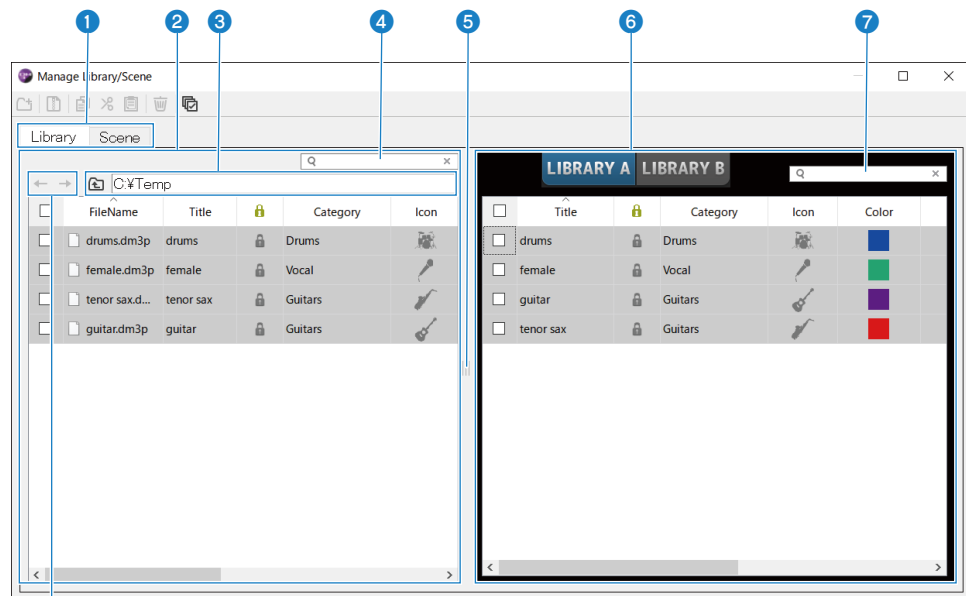 1 2 3 4 5 6 7
Manage Library/Scene
Library Scene
C:¥Temp
FileName Title Category Icon
drums.dm3p drums Drums
female.dm3p female Vocal
tenor sax.d... tenor sax Guitars
guitar.dm3p guitar Guitars
LIBRARY A LIBRARY B
Title Category Icon Color
drums Drums
female Vocal
guitar Guitars
tenor sax Guitars